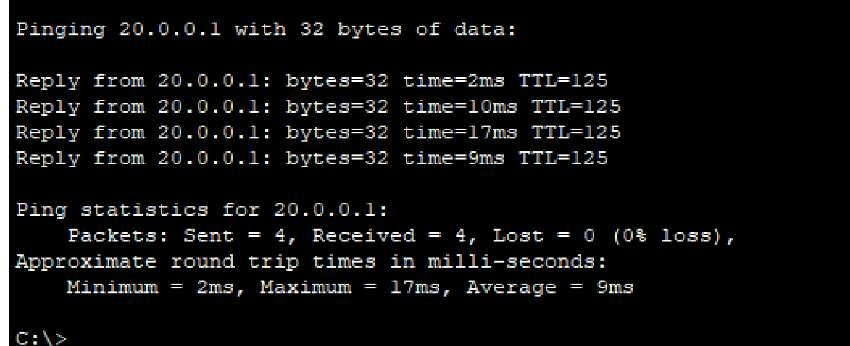 Pinging 20.0.0.1 with 32 bytes of data:
Reply from 20.0.0.1: bytes=32 time=2ms TTL=125
Reply from 20.0.0.1: bytes=32 time=10ms TTL=125
Reply from 20.0.0.1: bytes=32 time=17ms TTL=125
Reply from 20.0.0.1: bytes=32 time=9ms TTL=125
Ping statistics for 20.0.0.1:
Packets: Sent = 4, Received = 4, Lost = 0 (0% loss),
Approximate round trip times in milli-seconds:
Minimum = 2ms, Maximum = 17ms, Average = 9ms
C:\>